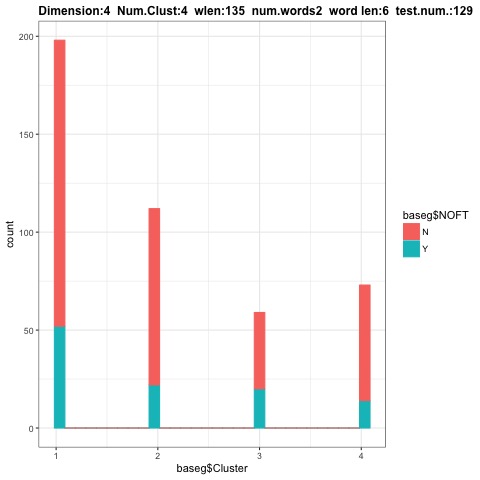 Dimension:4 Num.Clust:4 wlen:135 num.words2 word len:6 test.num.:129
200
150
100
50
0
count
1 2 3 4
baseg$Cluster
baseg$NOFT
N
Y